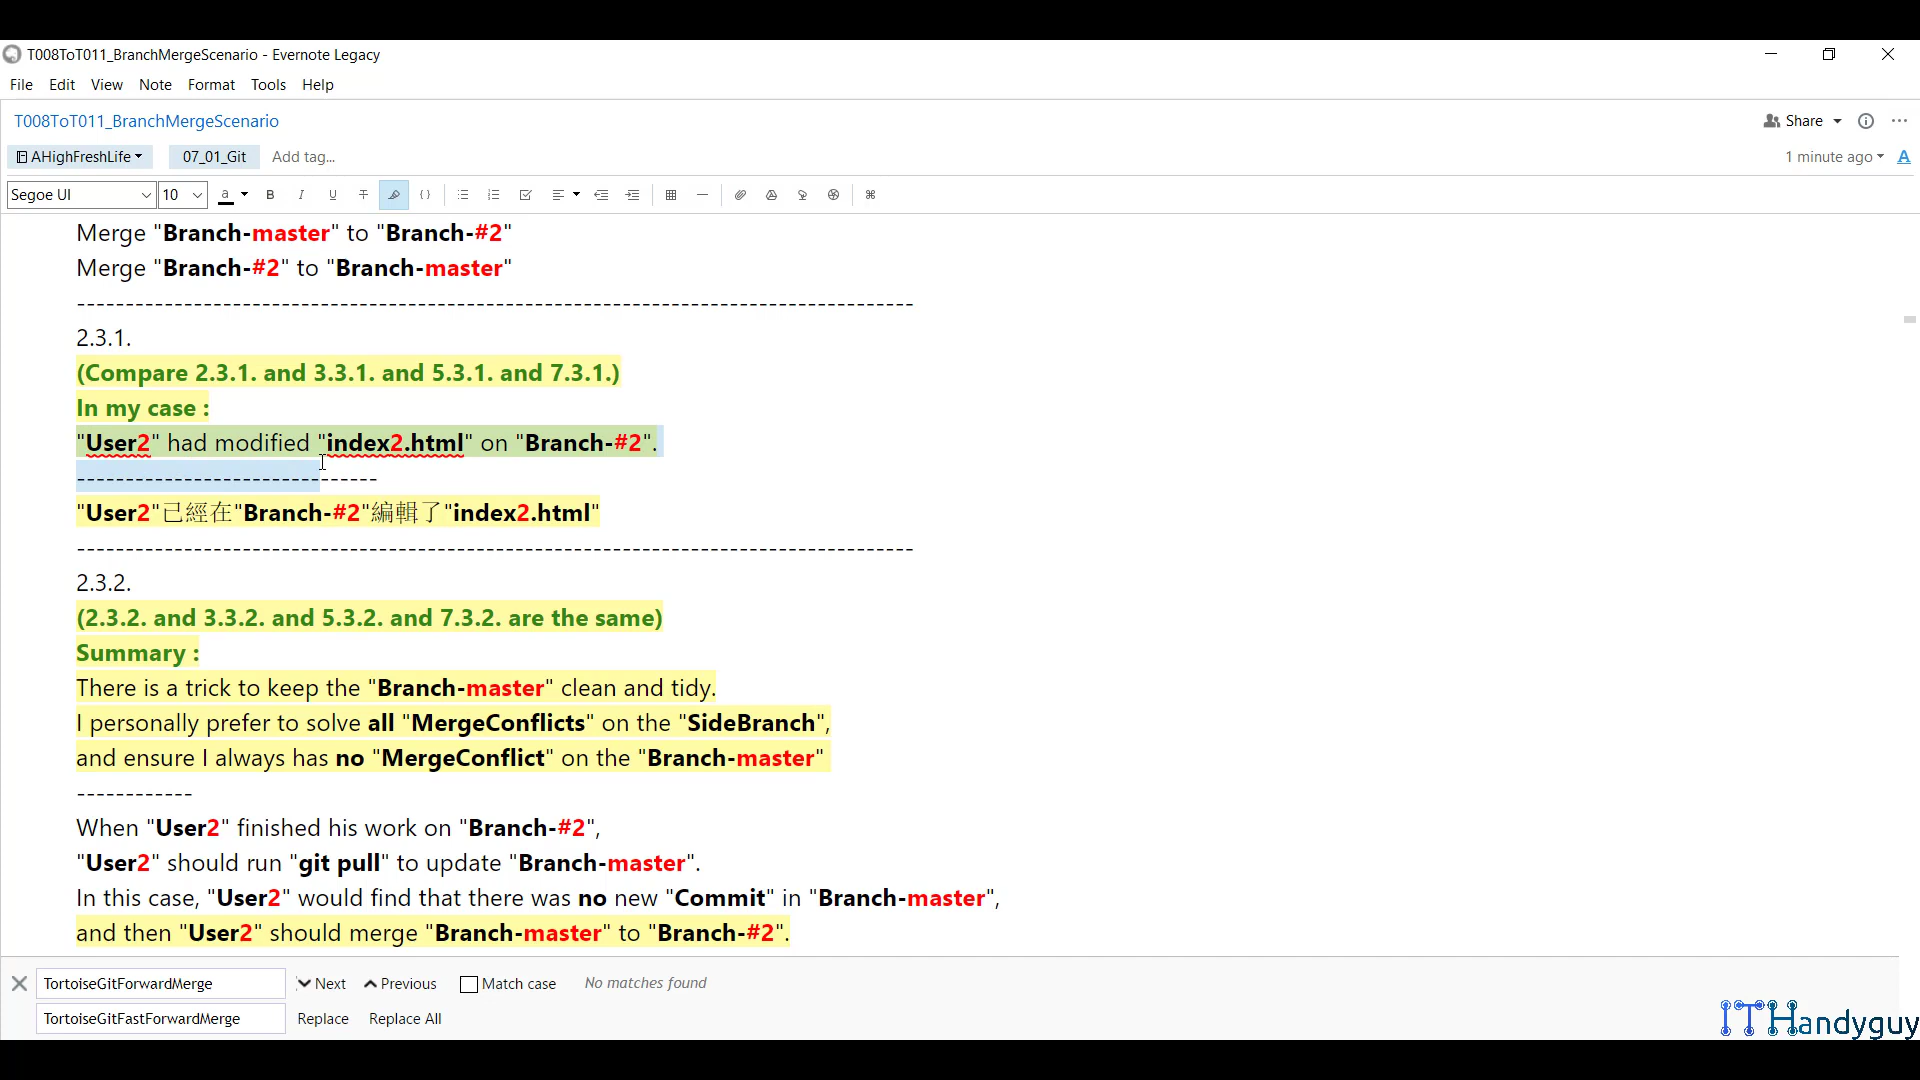 T008ToT011_BranchMergeScenario - Evernote Legacy
File Edit View Note Format Tools Help
T008ToT011_BranchMergeScenario
Share
AHighFreshLife 07_01_Git Add tag...
1 minute ago
Segoe UI 10
Merge "Branch-master" to "Branch-#2"
Merge "Branch-#2" to "Branch-master"
--------------------------------------------------------------------------------------
2.3.1.
(Compare 2.3.1. and 3.3.1. and 5.3.1. and 7.3.1.)
In my case :
"User2" had modified "index2.html" on "Branch-#2".
-------------------------------
"User2"已經在"Branch-#2"編輯了"index2.html"
--------------------------------------------------------------------------------------
2.3.2.
(2.3.2. and 3.3.2. and 5.3.2. and 7.3.2. are the same)
Summary :
There is a trick to keep the "Branch-master" clean and tidy.
I personally prefer to solve all "MergeConflicts" on the "SideBranch",
and ensure I always has no "MergeConflict" on the "Branch-master"
------------
When "User2" finished his work on "Branch-#2",
"User2" should run "git pull" to update "Branch-master".
In this case, "User2" would find that there was no new "Commit" in "Branch-master",
and then "User2" should merge "Branch-master" to "Branch-#2".
TortoiseGitForwardMerge Next Previous Match case No matches found
TortoiseGitFastForwardMerge Replace Replace All
ITHandyguy